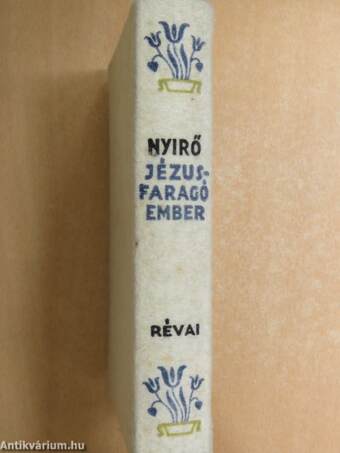 NYIRŐ
JÉZUS-
FARAGÓ
EMBER
RÉVAI
Antikvárium.hu